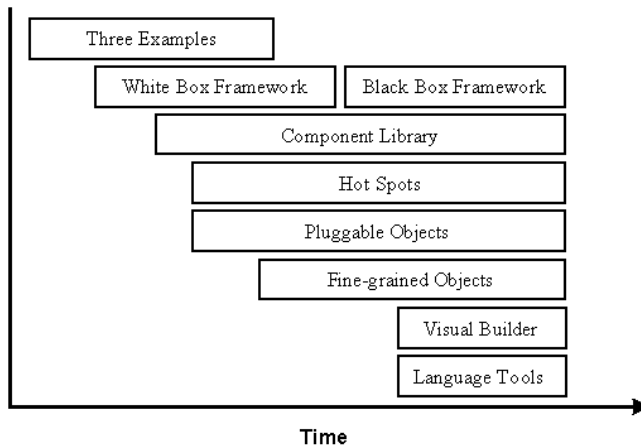 Three Examples
White Box Framework
Black Box Framework
Component Library
Hot Spots
Pluggable Objects
Fine-grained Objects
Visual Builder
Language Tools
Time